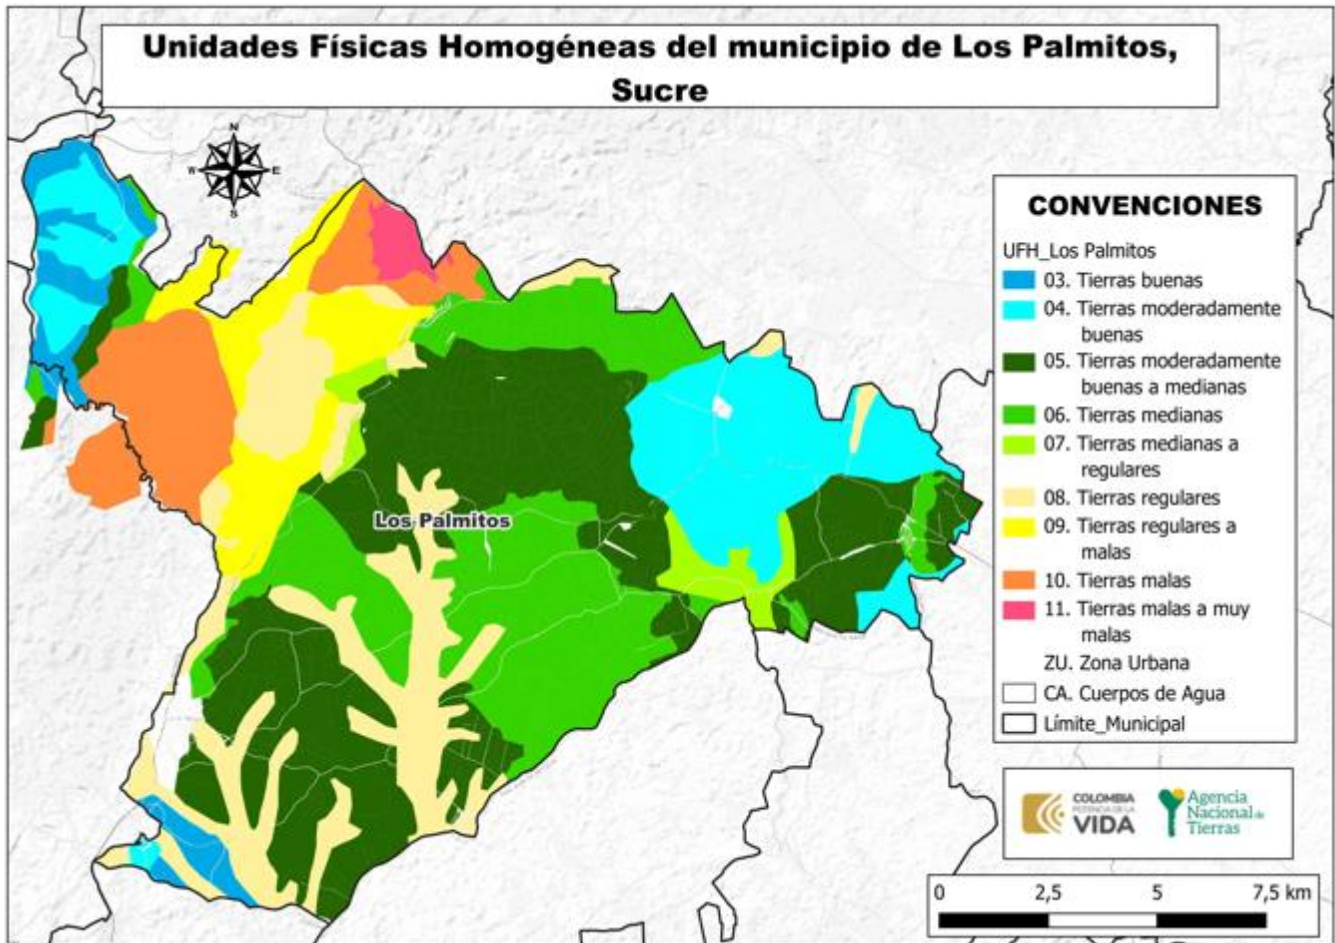 Unidades Físicas Homogéneas del municipio de Los Palmitos,
Sucre
N
W
E
S
CONVENCIONES
UFH_Los Palmitos
03. Tierras buenas
04. Tierras moderadamente
buenas
05. Tierras moderadamente
buenas a medianas
06. Tierras medianas
07. Tierras medianas a
regulares
08. Tierras regulares
09. Tierras regulares a
malas
10. Tierras malas
11. Tierras malas a muy
malas
ZU. Zona Urbana
CA. Cuerpos de Agua
Límite_Municipal
Los Palmitos
COLOMBIA
POTENCIA DE LA
VIDA
Agencia
Nacional de
Tierras
0 2,5 5 7,5 km